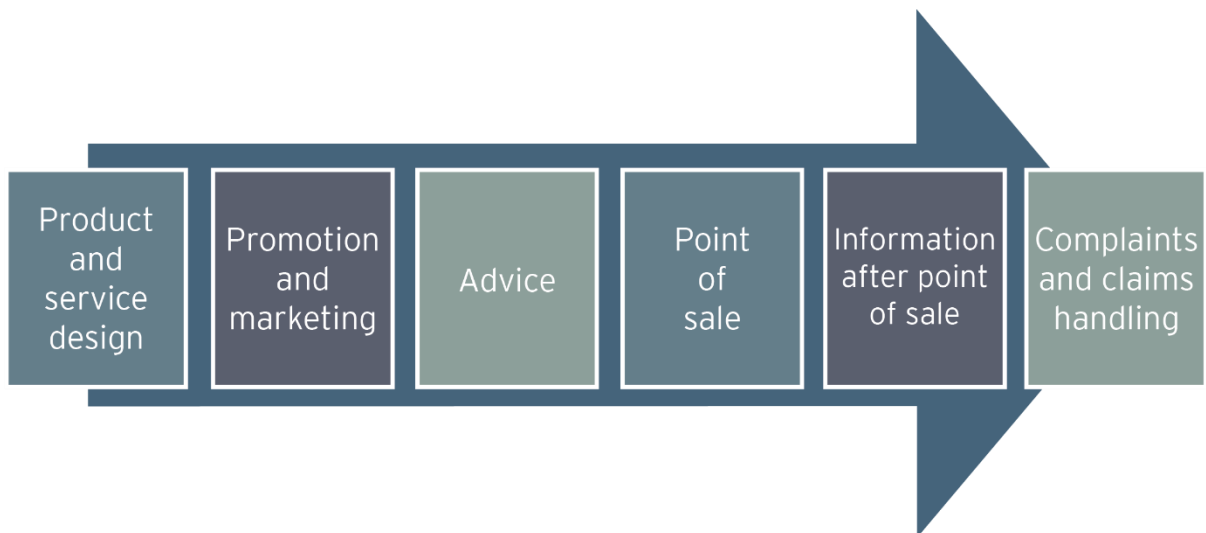 Product
and
service
design
Promotion
and
marketing
Advice
Point
of
sale
Information
after point
of sale
Complaints
and claims
handling